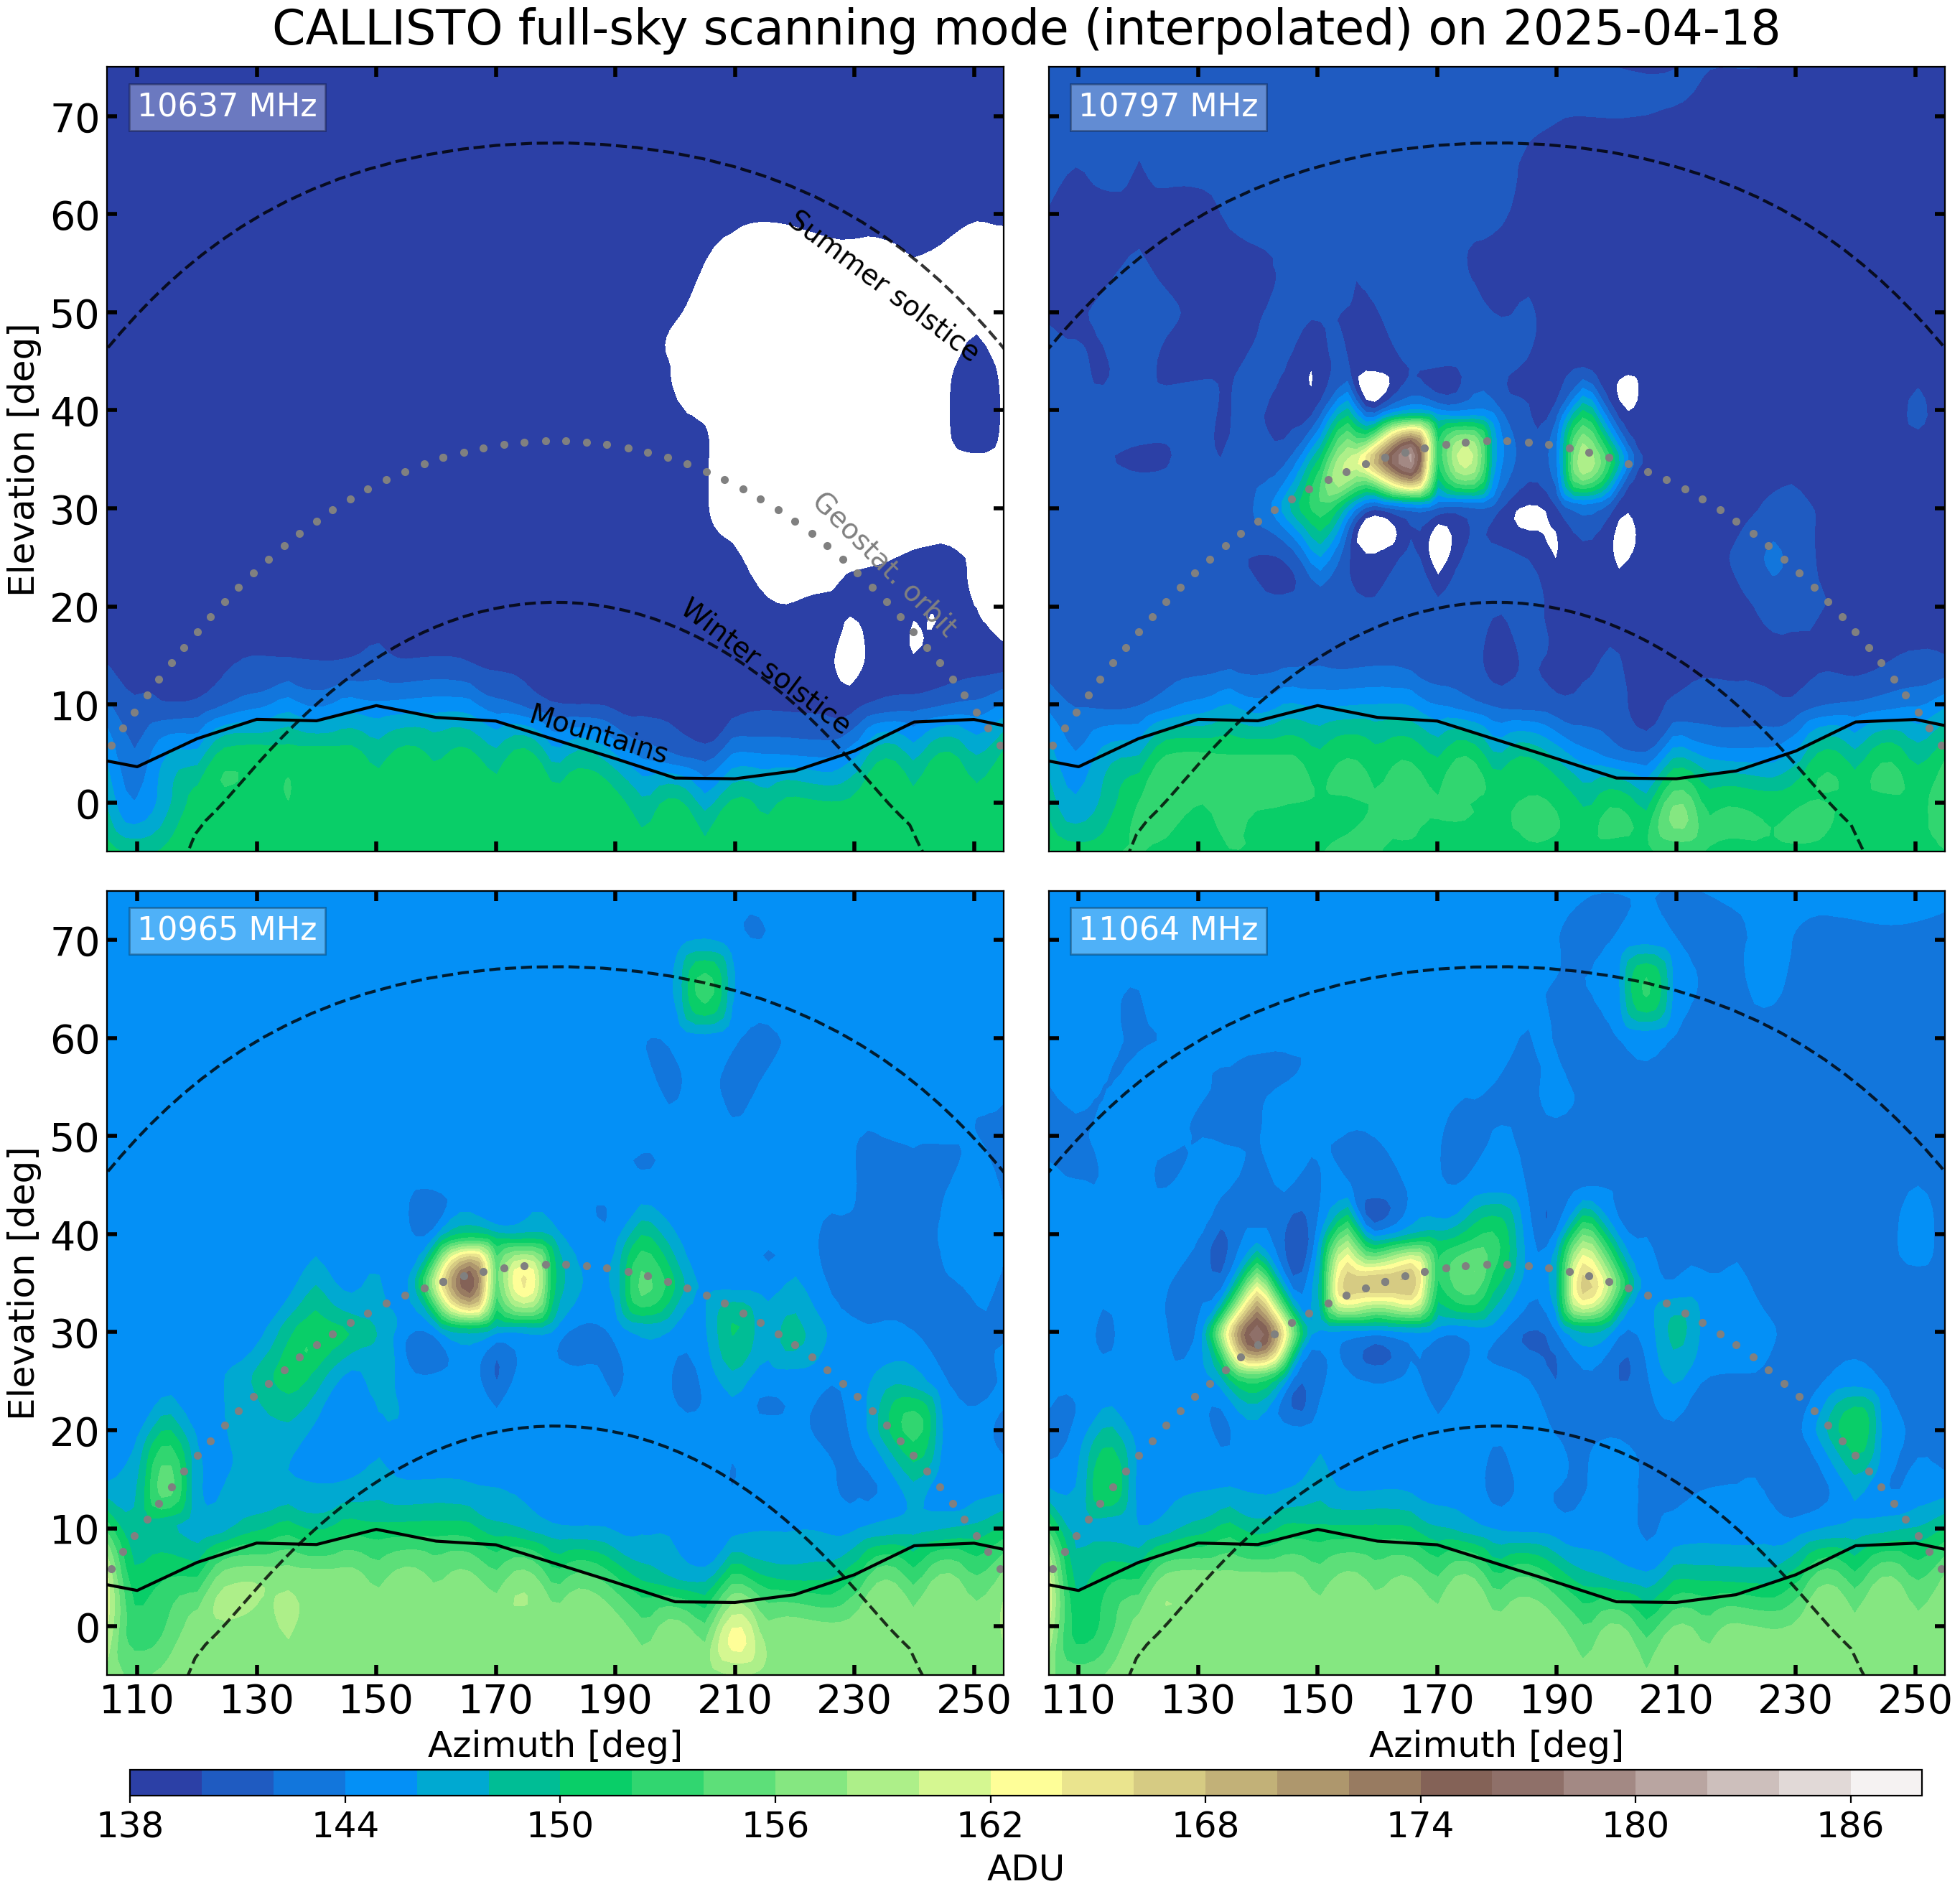 CALLISTO full-sky scanning mode (interpolated) on 2025-04-18
10637 MHz
10797 MHz
70
60
50
40
30
20
10
0
Elevation [deg]
Summer solstice
Geostat. orbit
Winter solstice
Mountains
10965 MHz
11064 MHz
70
60
50
40
30
20
10
0
Elevation [deg]
110 130 150 170 190 210 230 250
110 130 150 170 190 210 230 250
Azimuth [deg]
Azimuth [deg]
138 144 150 156 162 168 174 180 186
ADU